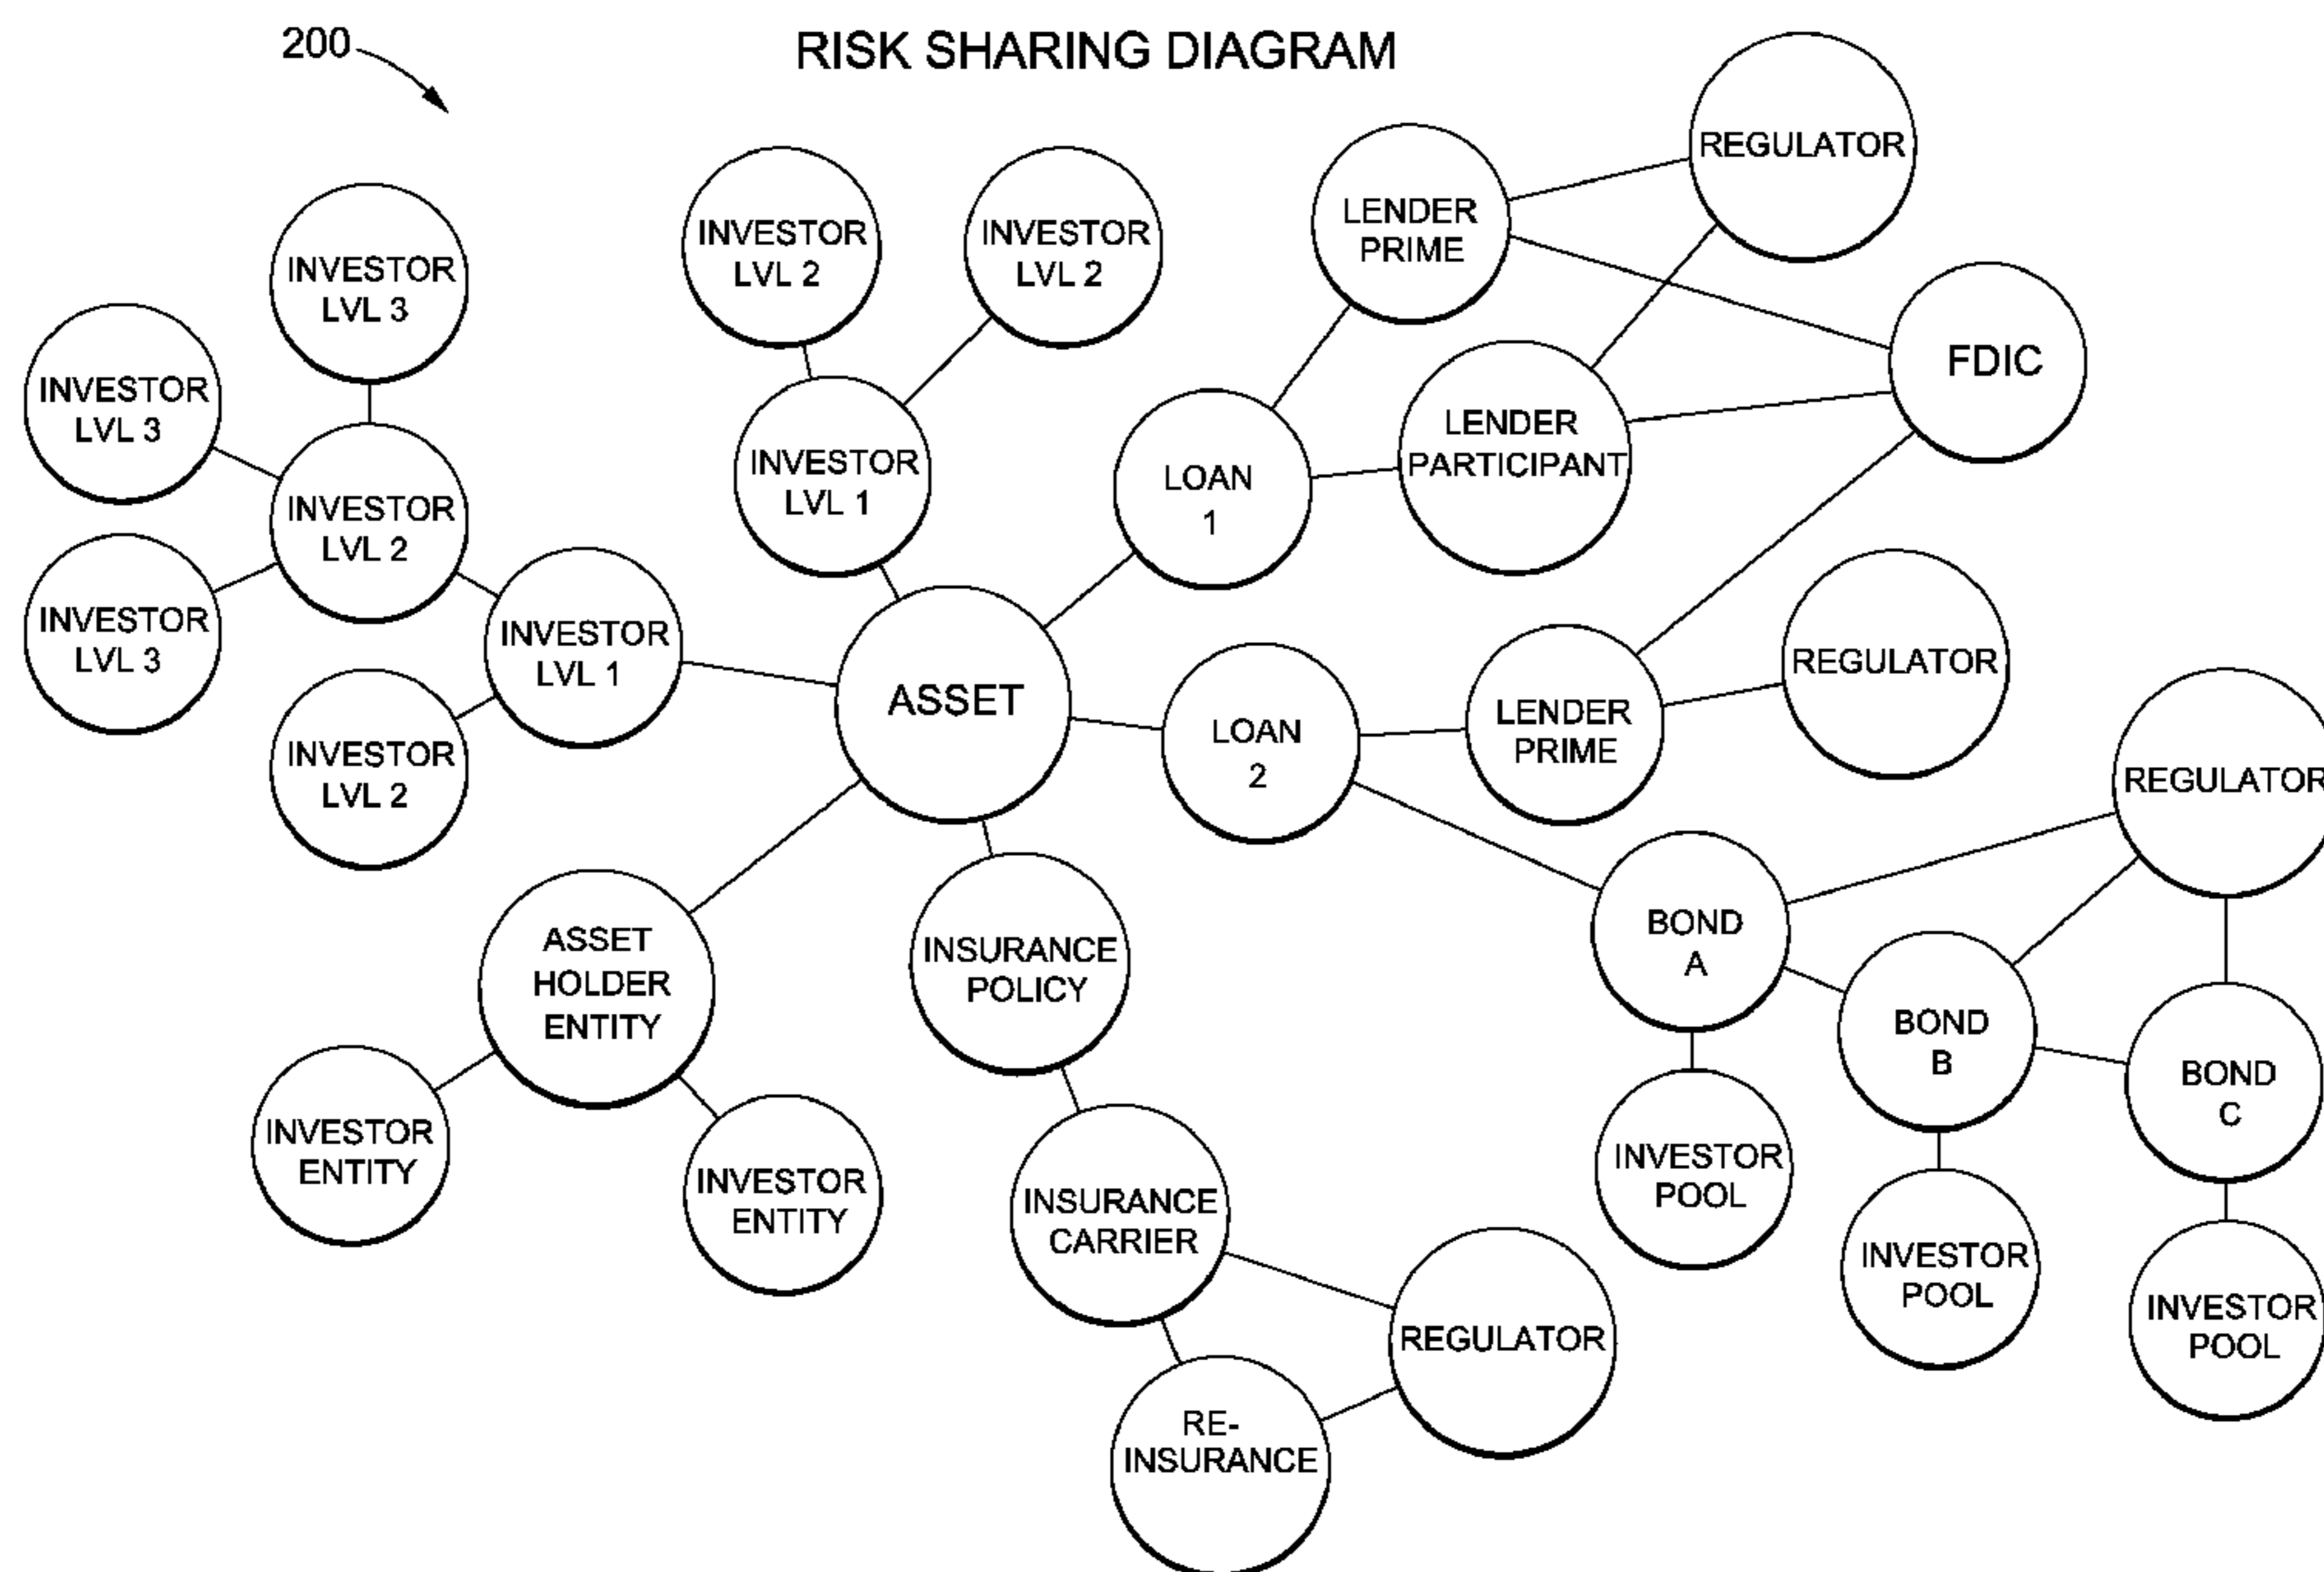 200
RISK SHARING DIAGRAM
REGULATOR
LENDER
PRIME
INVESTOR
LVL 2
INVESTOR
LVL 2
INVESTOR
LVL 3
FDIC
INVESTOR
LVL 3
LENDER
PARTICIPANT
INVESTOR
LVL 1
LOAN
1
INVESTOR
LVL 2
INVESTOR
LVL 3
INVESTOR
LVL 1
REGULATOR
ASSET
LENDER
PRIME
LOAN
2
INVESTOR
LVL 2
REGULATOR
BOND
A
ASSET
HOLDER
ENTITY
INSURANCE
POLICY
BOND
B
BOND
C
INVESTOR
ENTITY
INVESTOR
POOL
INVESTOR
ENTITY
INSURANCE
CARRIER
INVESTOR
POOL
INVESTOR
POOL
REGULATOR
RE-
INSURANCE